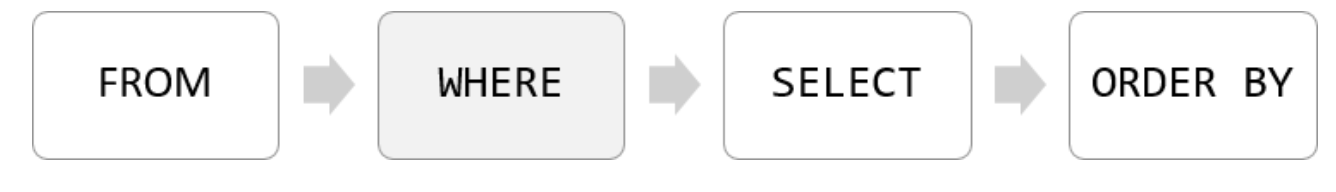 FROM
WHERE
SELECT
ORDER BY